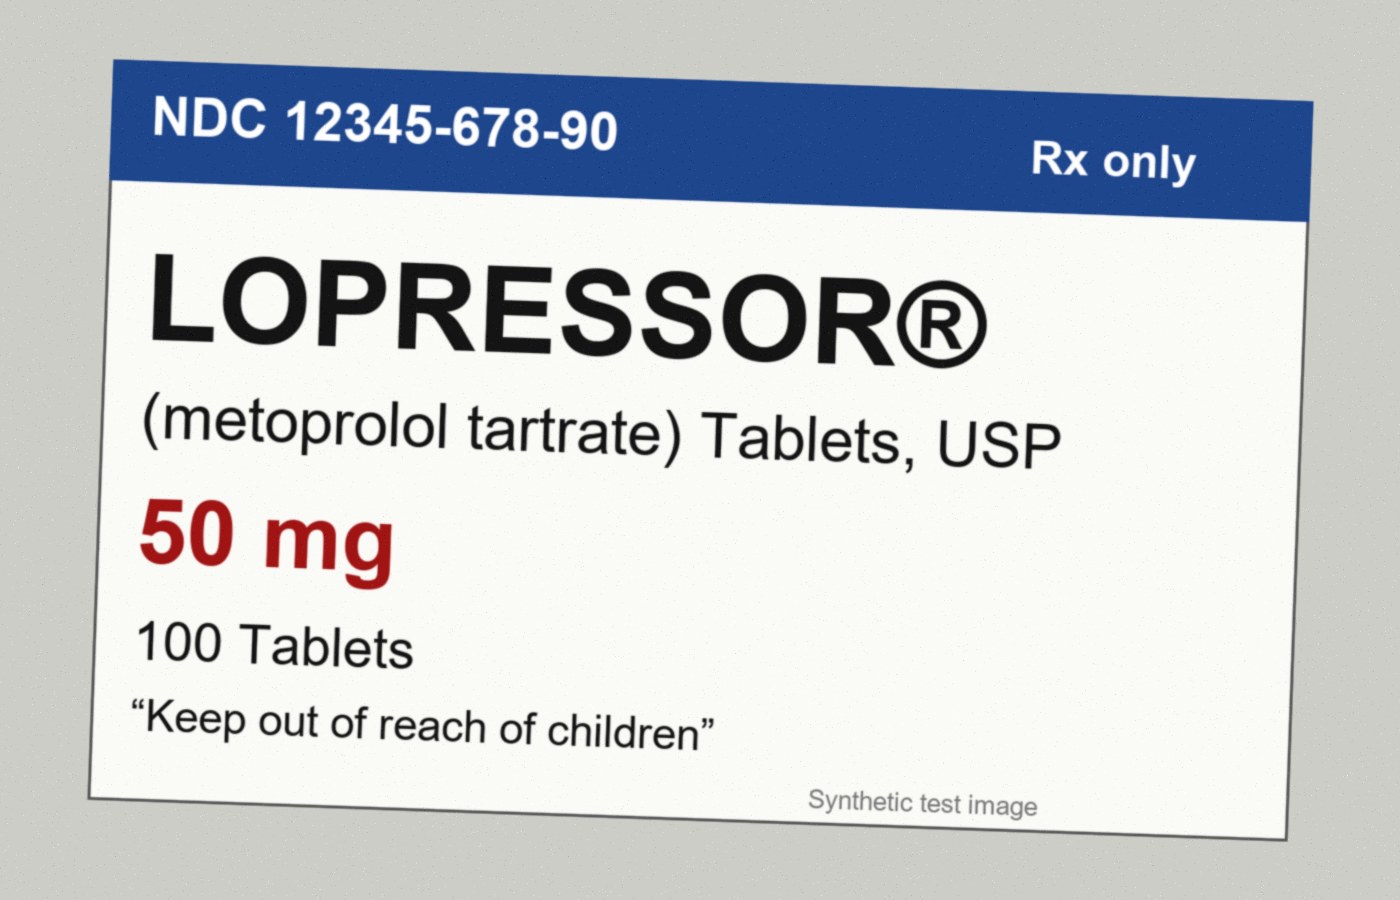 NDC 12345-678-90
Rx only
LOPRESSOR®
(metoprolol tartrate) Tablets, USP
50 mg
100 Tablets
“Keep out of reach of children”
Synthetic test image